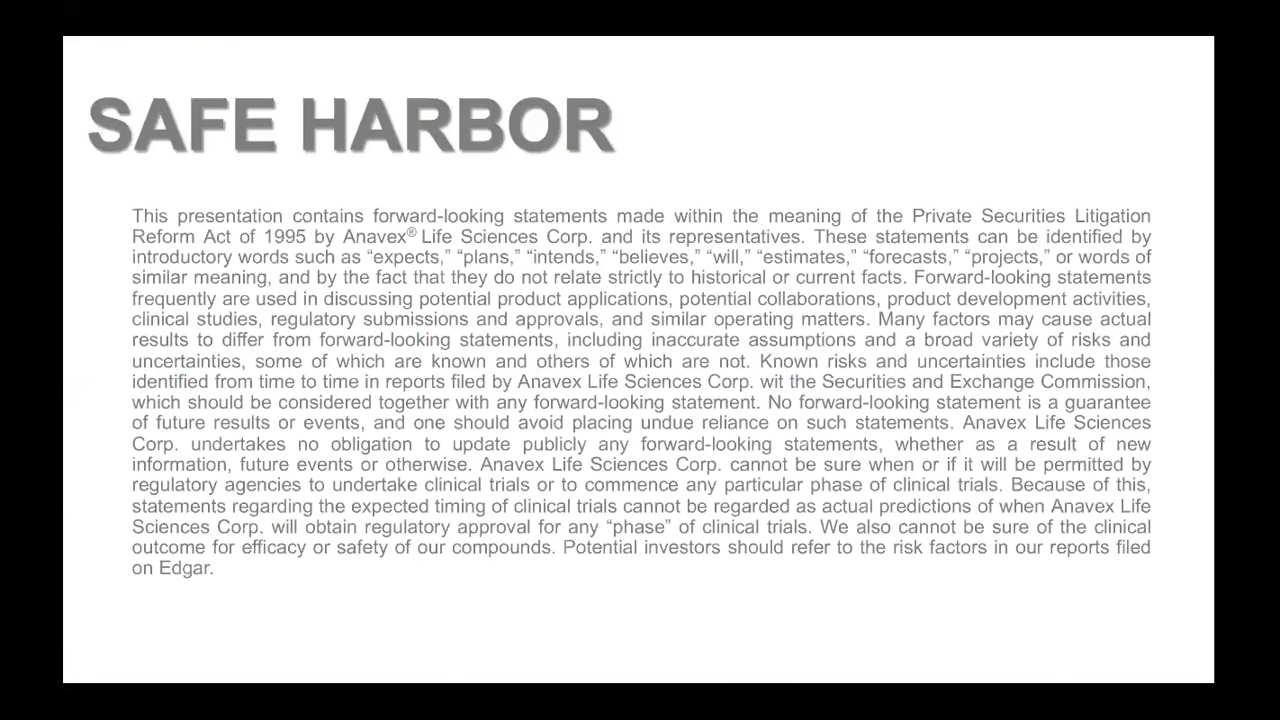 SAFE HARBOR
This presentation contains forward-looking statements made within the meaning of the Private Securities Litigation
Reform Act of 1995 by Anavex® Life Sciences Corp. and its representatives. These statements can be identified by
introductory words such as “expects,” “plans,” “intends,” “believes,” “will,” “estimates,” “forecasts,” “projects,” or words of
similar meaning, and by the fact that they do not relate strictly to historical or current facts. Forward-looking statements
frequently are used in discussing potential product applications, potential collaborations, product development activities,
clinical studies, regulatory submissions and approvals, and similar operating matters. Many factors may cause actual
results to differ from forward-looking statements, including inaccurate assumptions and a broad variety of risks and
uncertainties, some of which are known and others of which are not. Known risks and uncertainties include those
identified from time to time in reports filed by Anavex Life Sciences Corp. wit the Securities and Exchange Commission,
which should be considered together with any forward-looking statement. No forward-looking statement is a guarantee
of future results or events, and one should avoid placing undue reliance on such statements. Anavex Life Sciences
Corp. undertakes no obligation to update publicly any forward-looking statements, whether as a result of new
information, future events or otherwise. Anavex Life Sciences Corp. cannot be sure when or if it will be permitted by
regulatory agencies to undertake clinical trials or to commence any particular phase of clinical trials. Because of this,
statements regarding the expected timing of clinical trials cannot be regarded as actual predictions of when Anavex Life
Sciences Corp. will obtain regulatory approval for any “phase” of clinical trials. We also cannot be sure of the clinical
outcome for efficacy or safety of our compounds. Potential investors should refer to the risk factors in our reports filed
on Edgar.